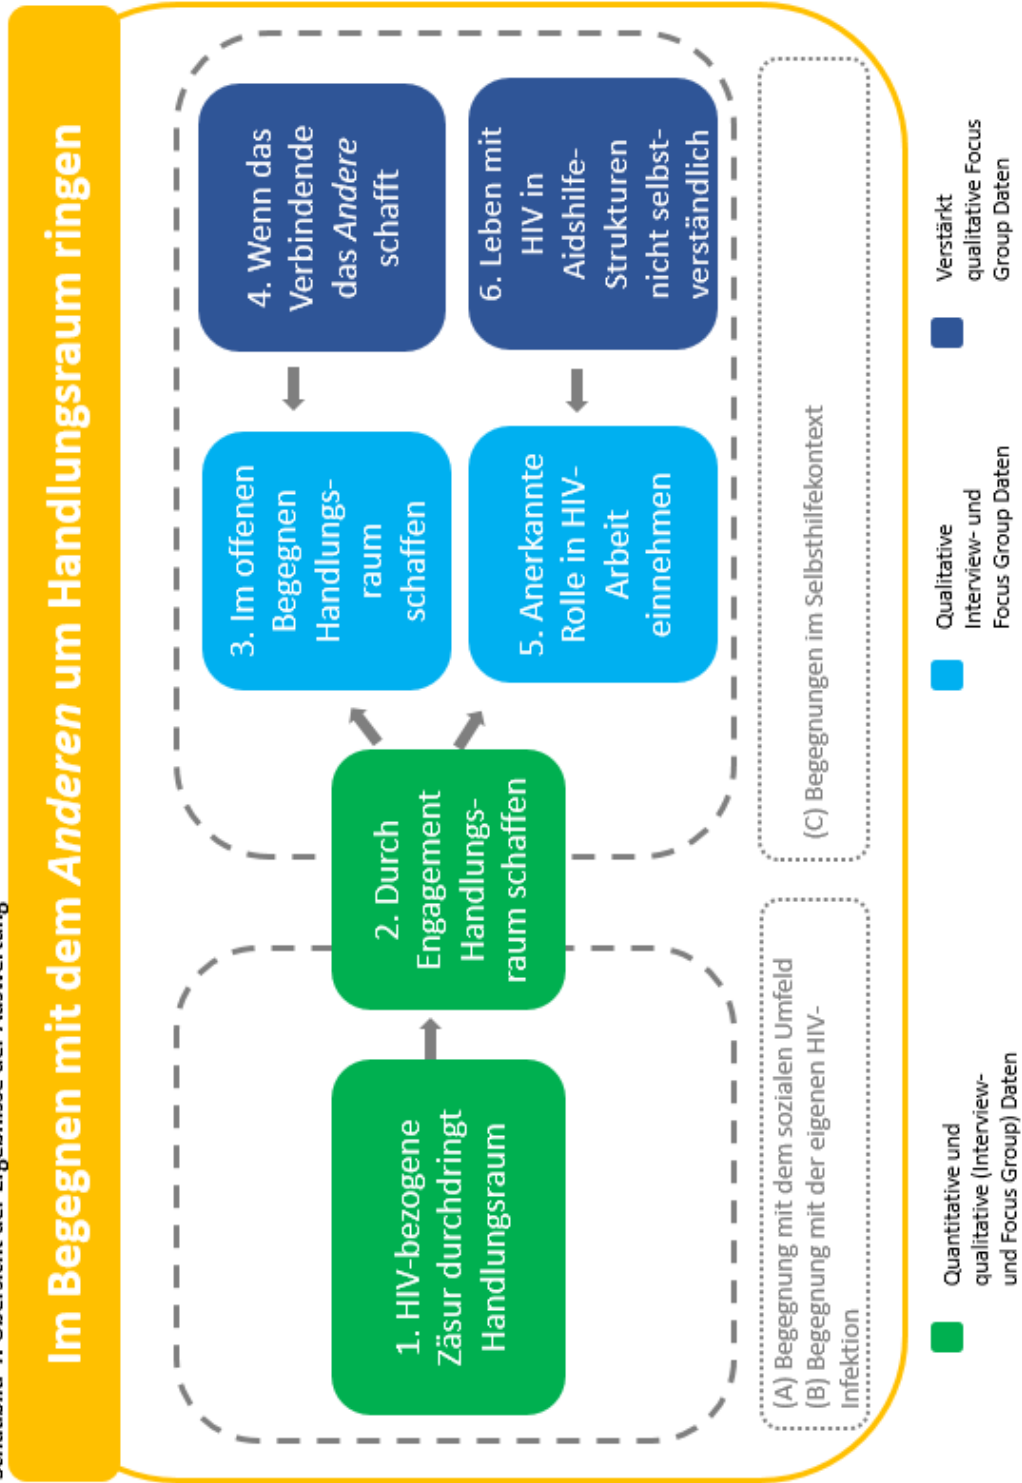 Im Begegnen mit dem Anderen um Handlungsraum ringen
1. HIV-bezogene
Zäsur durchdringt
Handlungsraum
2. Durch
Engagement
Handlungs-
raum schaffen
3. Im offenen
Begegnen
Handlungs-
raum
schaffen
4. Wenn das
Verbindende
das Andere
schafft
5. Anerkannte
Rolle in HIV-
Arbeit
einnehmen
6. Leben mit
HIV in
Aidshilfe-
Strukturen
nicht selbst-
verständlich
(A) Begegnung mit dem sozialen Umfeld
(B) Begegnung mit der eigenen HIV-
Infektion
(C) Begegnungen im Selbsthilfekontext
Quantitative und
qualitative (Interview-
und Focus Group) Daten
Qualitative
Interview- und
Focus Group Daten
Verstärkt
qualitative Focus
Group Daten